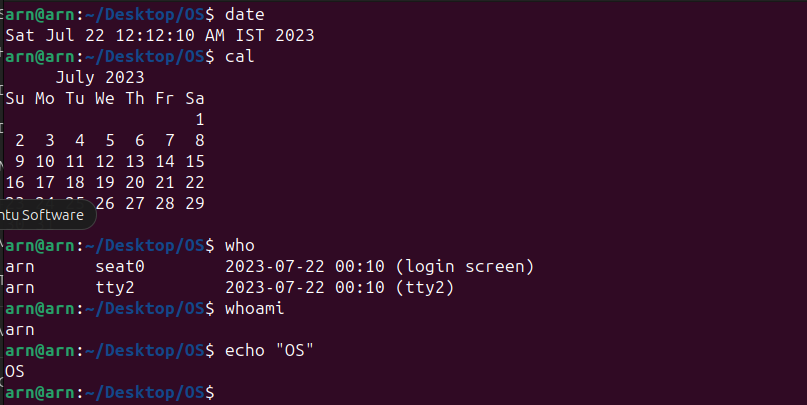 arn@arn:~/Desktop/OS$ date
Sat Jul 22 12:12:10 AM IST 2023
arn@arn:~/Desktop/OS$ cal
     July 2023
Su Mo Tu We Th Fr Sa
                   1
 2  3  4  5  6  7  8
 9 10 11 12 13 14 15
16 17 18 19 20 21 22
26 27 28 29
ntu Software
arn@arn:~/Desktop/OS$ who
arn      seat0        2023-07-22 00:10 (login screen)
arn      tty2         2023-07-22 00:10 (tty2)
arn@arn:~/Desktop/OS$ whoami
arn
arn@arn:~/Desktop/OS$ echo "OS"
OS
arn@arn:~/Desktop/OS$